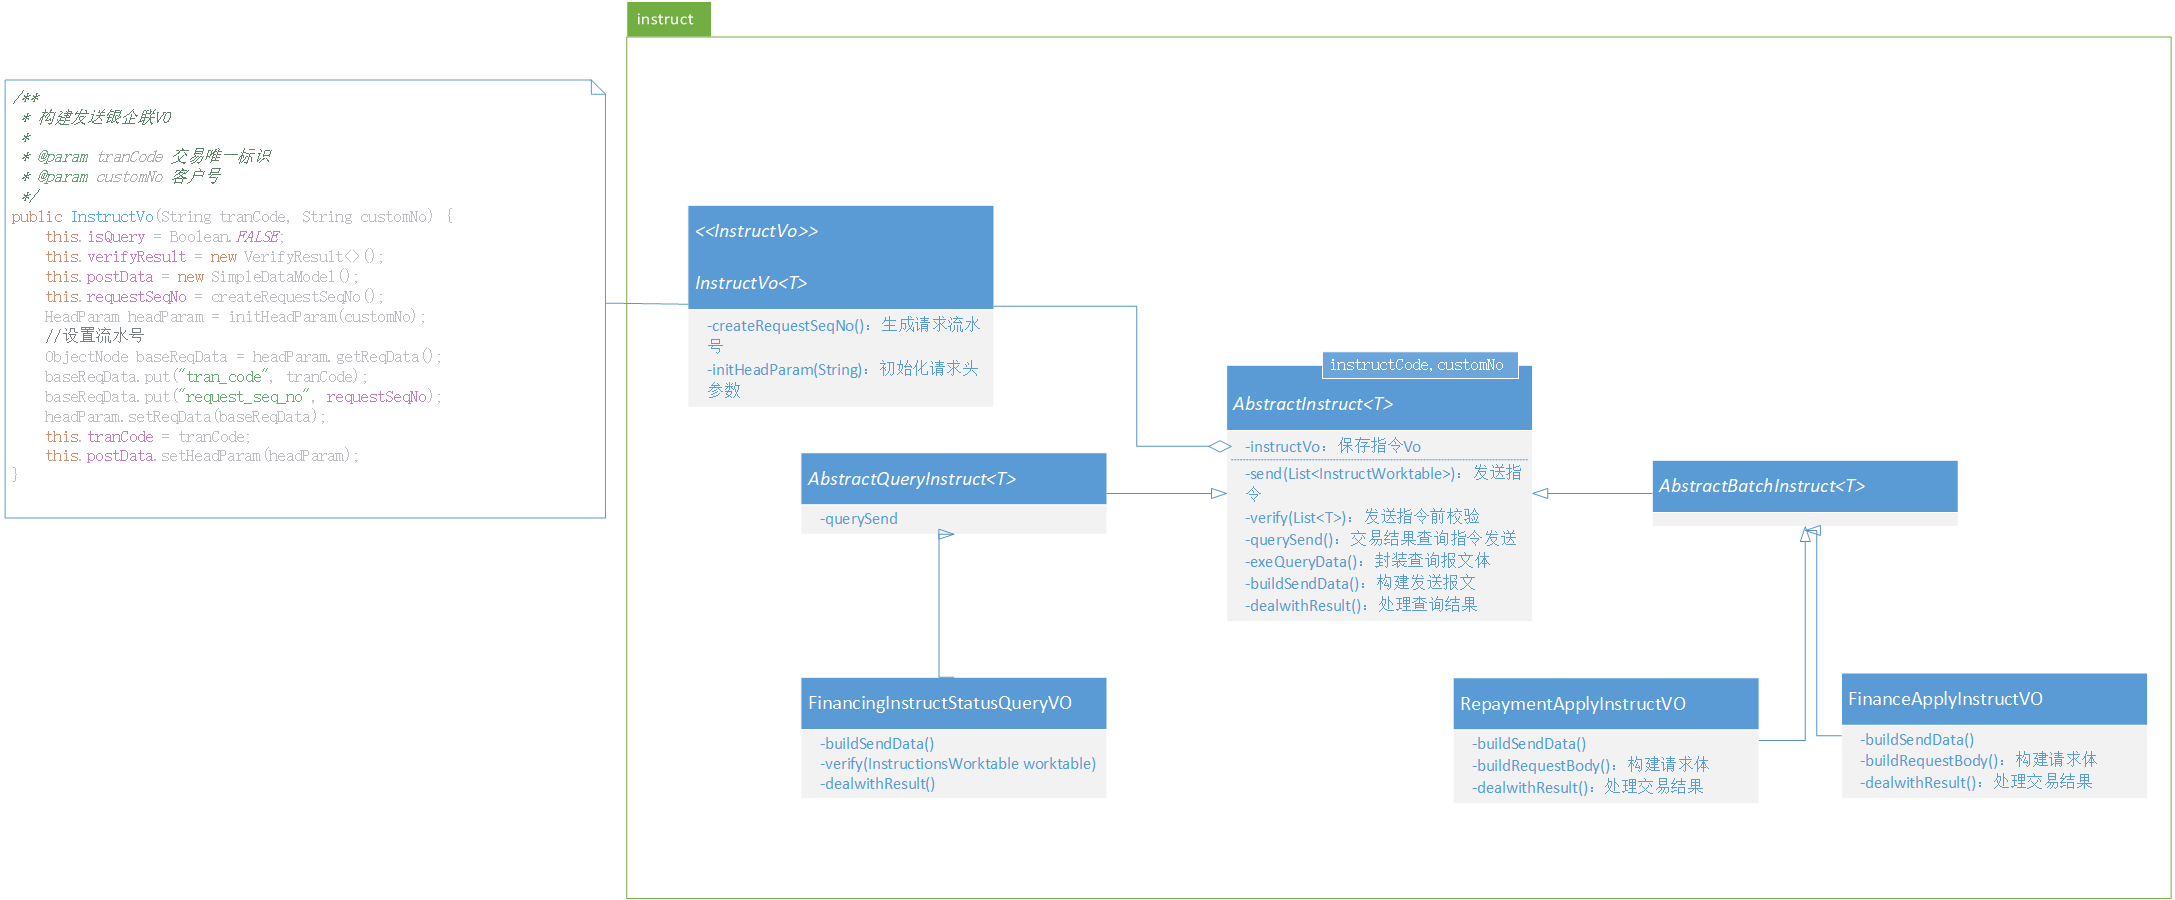 instruct
/**
 * 构建发送银企联VO
 *
 * @param tranCode 交易唯一标识
 * @param customNo 客户号
 */
public InstructVo(String tranCode, String customNo) {
    this.isQuery = Boolean.FALSE;
    this.verifyResult = new VerifyResult<>();
    this.postData = new SimpleDataModel();
    this.requestSeqNo = createRequestSeqNo();
    HeadParam headParam = initHeadParam(customNo);
    //设置流水号
    ObjectNode baseReqData = headParam.getReqData();
    baseReqData.put("tran_code", tranCode);
    baseReqData.put("request_seq_no", requestSeqNo);
    headParam.setReqData(baseReqData);
    this.tranCode = tranCode;
    this.postData.setHeadParam(headParam);
}
<<InstructVo>>
InstructVo<T>
-createRequestSeqNo()：生成请求流水
号
-initHeadParam(String)：初始化请求头
参数
instructCode,customNo
AbstractInstruct<T>
-instructVo：保存指令Vo
-send(List<InstructWorktable>)：发送指
令
-verify(List<T>)：发送指令前校验
-querySend()：交易结果查询指令发送
-exeQueryData()：封装查询报文体
-buildSendData()：构建发送报文
-dealwithResult()：处理查询结果
AbstractQueryInstruct<T>
-querySend
AbstractBatchInstruct<T>
FinancingInstructStatusQueryVO
-buildSendData()
-verify(InstructionsWorktable worktable)
-dealwithResult()
RepaymentApplyInstructVO
-buildSendData()
-buildRequestBody()：构建请求体
-dealwithResult()：处理交易结果
FinanceApplyInstructVO
-buildSendData()
-buildRequestBody()：构建请求体
-dealwithResult()：处理交易结果